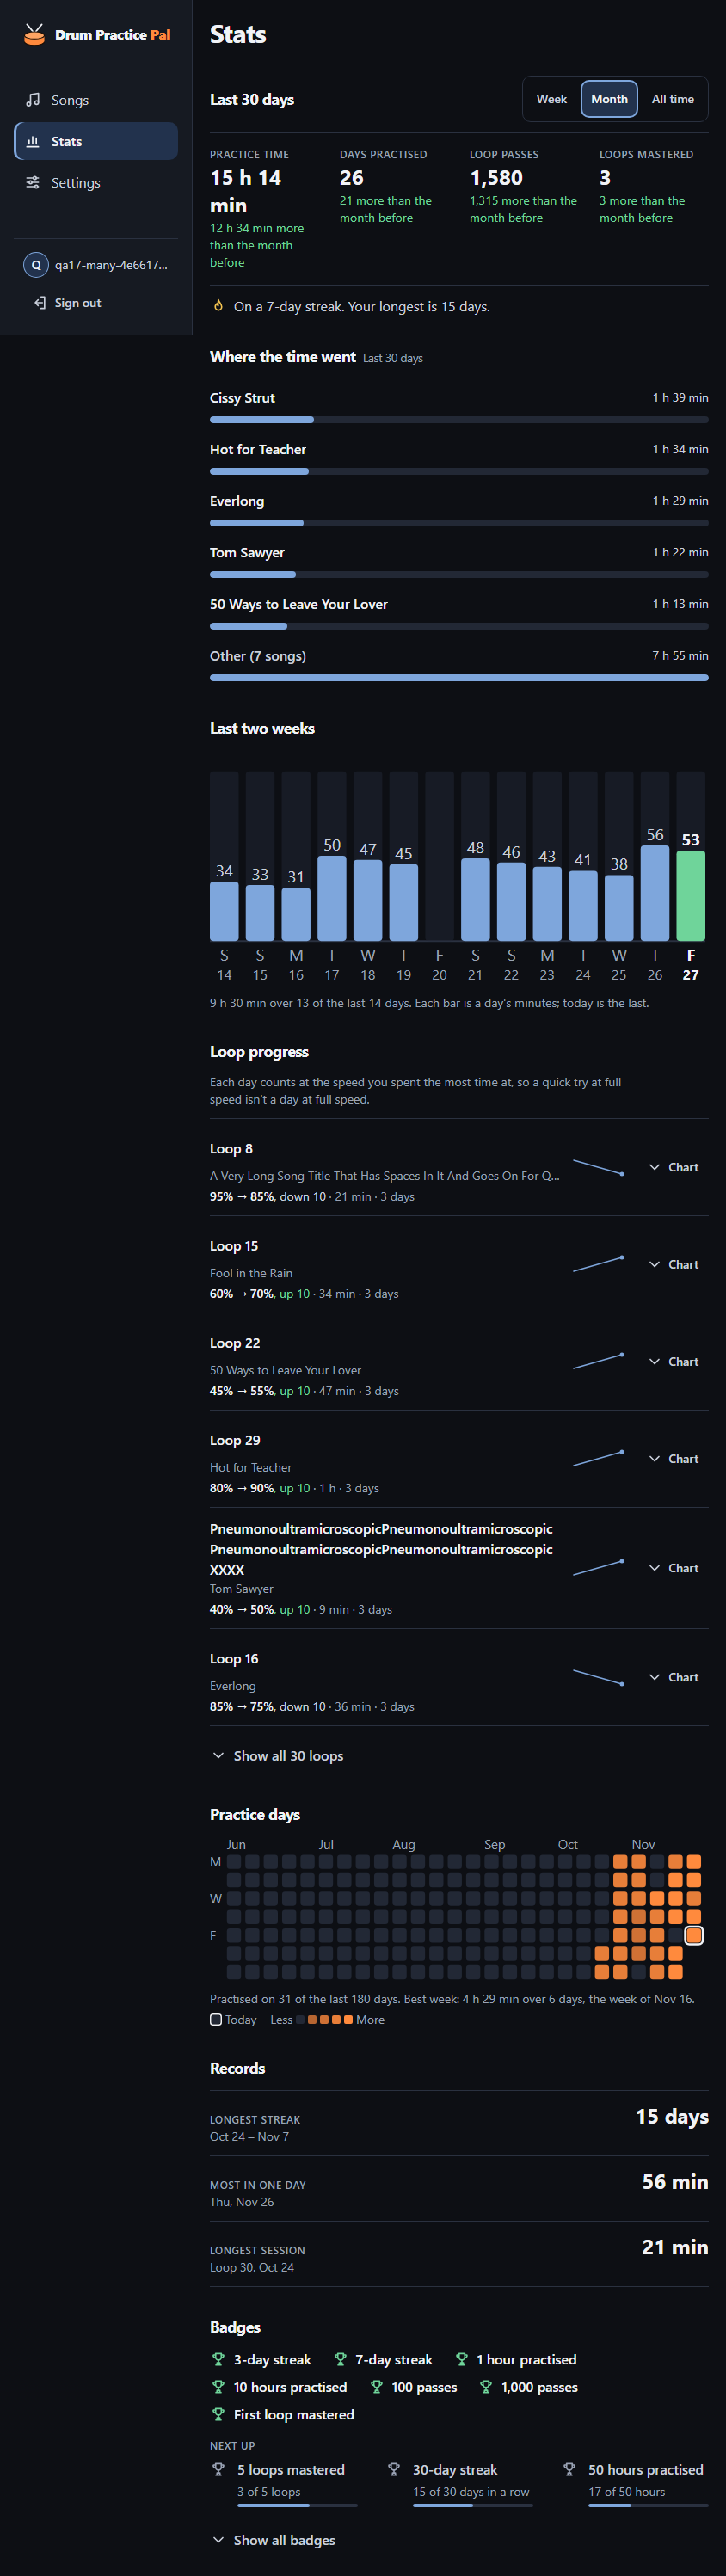 Drum Practice Pal
Songs
Stats
Settings
Q
qa17-many-4e6617...
Sign out
Stats
Last 30 days
Week
Month
All time
PRACTICE TIME
15 h 14
min
12 h 34 min more
than the month
before
DAYS PRACTISED
26
21 more than the
month before
LOOP PASSES
1,580
1,315 more than the
month before
LOOPS MASTERED
3
3 more than the
month before
On a 7-day streak. Your longest is 15 days.
Where the time went Last 30 days
Cissy Strut 1 h 39 min
Hot for Teacher 1 h 34 min
Everlong 1 h 29 min
Tom Sawyer 1 h 22 min
50 Ways to Leave Your Lover 1 h 13 min
Other (7 songs) 7 h 55 min
Last two weeks
34 33 31 50 47 45 48 46 43 41 38 56 53
S S M T W T F S S M T W T F
14 15 16 17 18 19 20 21 22 23 24 25 26 27
9 h 30 min over 13 of the last 14 days. Each bar is a day's minutes; today is the last.
Loop progress
Each day counts at the speed you spent the most time at, so a quick try at full
speed isn't a day at full speed.
Loop 8
A Very Long Song Title That Has Spaces In It And Goes On For Q...
95% → 85%, down 10 · 21 min · 3 days
Chart
Loop 15
Fool in the Rain
60% → 70%, up 10 · 34 min · 3 days
Chart
Loop 22
50 Ways to Leave Your Lover
45% → 55%, up 10 · 47 min · 3 days
Chart
Loop 29
Hot for Teacher
80% → 90%, up 10 · 1 h · 3 days
Chart
PneumonoultramicroscopicPneumonoultramicroscopic
PneumonoultramicroscopicPneumonoultramicroscopic
XXXX
Tom Sawyer
40% → 50%, up 10 · 9 min · 3 days
Chart
Loop 16
Everlong
85% → 75%, down 10 · 36 min · 3 days
Chart
Show all 30 loops
Practice days
Jun Jul Aug Sep Oct Nov
M
W
F
Practised on 31 of the last 180 days. Best week: 4 h 29 min over 6 days, the week of Nov 16.
Today Less More
Records
LONGEST STREAK
Oct 24 – Nov 7
15 days
MOST IN ONE DAY
Thu, Nov 26
56 min
LONGEST SESSION
Loop 30, Oct 24
21 min
Badges
3-day streak 7-day streak 1 hour practised
10 hours practised 100 passes 1,000 passes
First loop mastered
NEXT UP
5 loops mastered
3 of 5 loops
30-day streak
15 of 30 days in a row
50 hours practised
17 of 50 hours
Show all badges